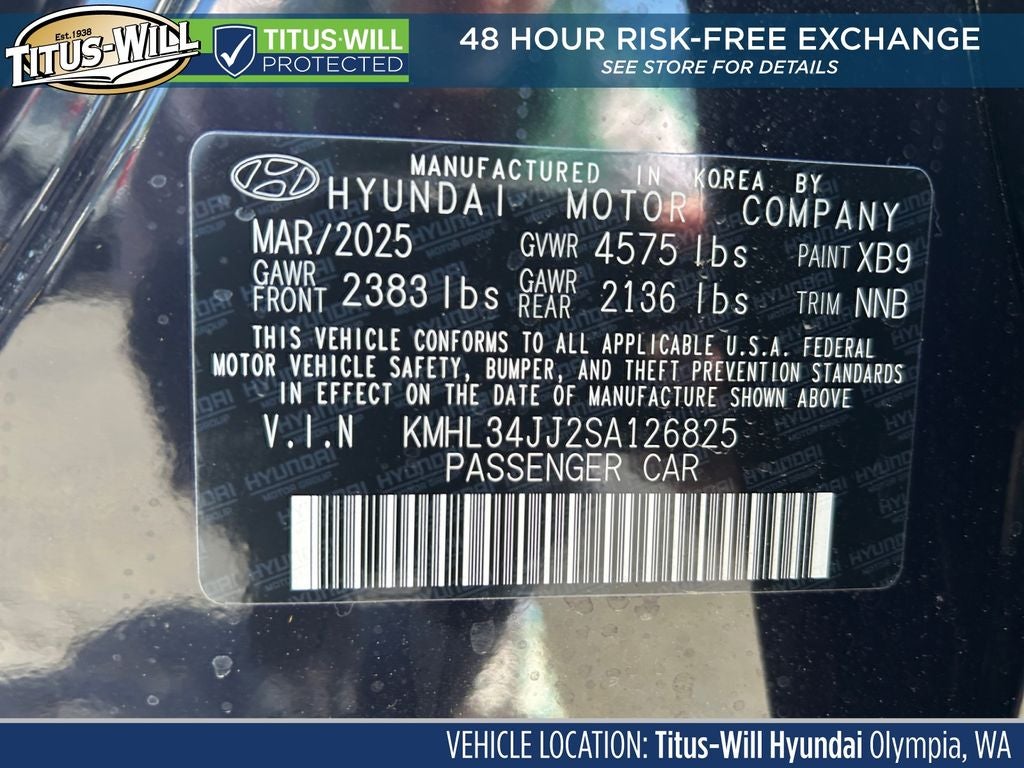 Est. 1938
TITUS-WILL
TITUS-WILL
PROTECTED
48 HOUR RISK-FREE EXCHANGE
SEE STORE FOR DETAILS
MANUFACTURED IN KOREA BY
HYUNDAI MOTOR COMPANY
MAR/2025 GVWR 4575 lbs PAINT XB9
GAWR FRONT 2383 lbs GAWR REAR 2136 lbs TRIM NNB
THIS VEHICLE CONFORMS TO ALL APPLICABLE U.S.A. FEDERAL
MOTOR VEHICLE SAFETY, BUMPER, AND THEFT PREVENTION STANDARDS
IN EFFECT ON THE DATE OF MANUFACTURE SHOWN ABOVE
V.I.N KMHL34JJ2SA126825
PASSENGER CAR
VEHICLE LOCATION: Titus-Will Hyundai Olympia, WA